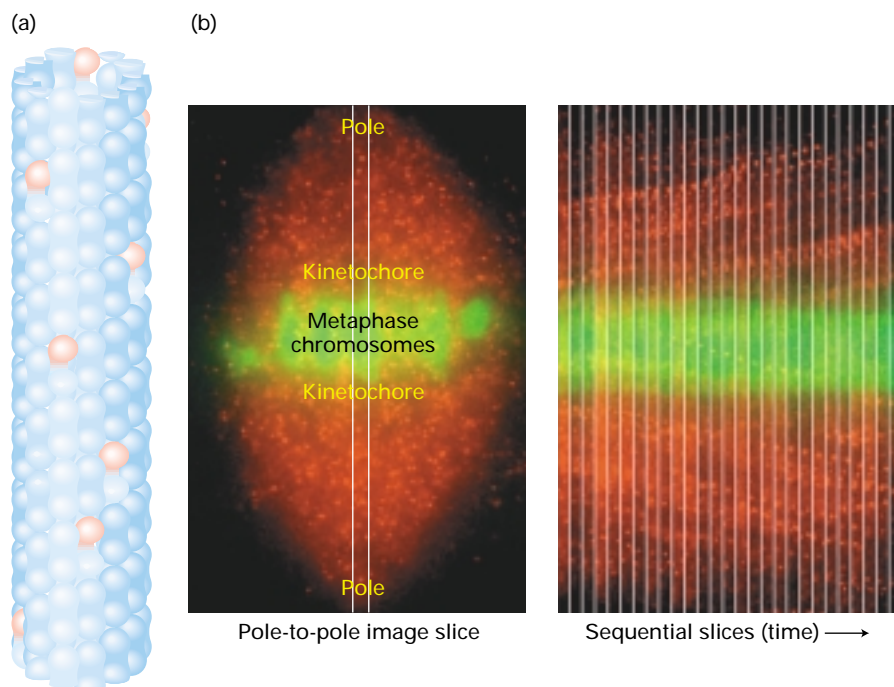 (a)
(b)
Pole
Kinetochore
Metaphase
chromosomes
Kinetochore
Pole
Pole-to-pole image slice
Sequential slices (time) →